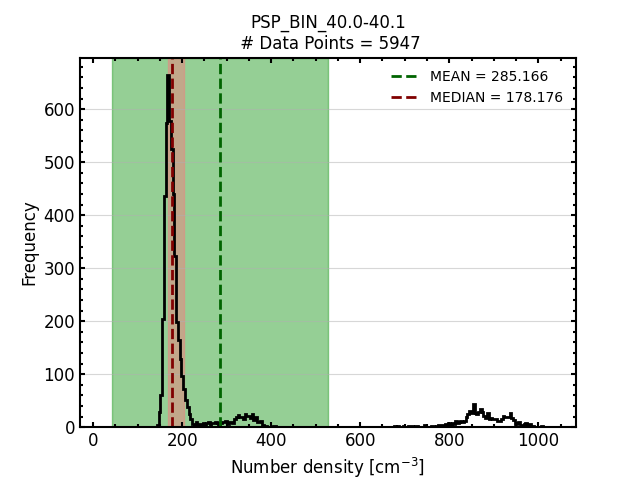 PSP_BIN_40.0-40.1
# Data Points = 5947
MEAN = 285.166
MEDIAN = 178.176
Frequency
600
500
400
300
200
100
0
0 200 400 600 800 1000
Number density [cm⁻³]